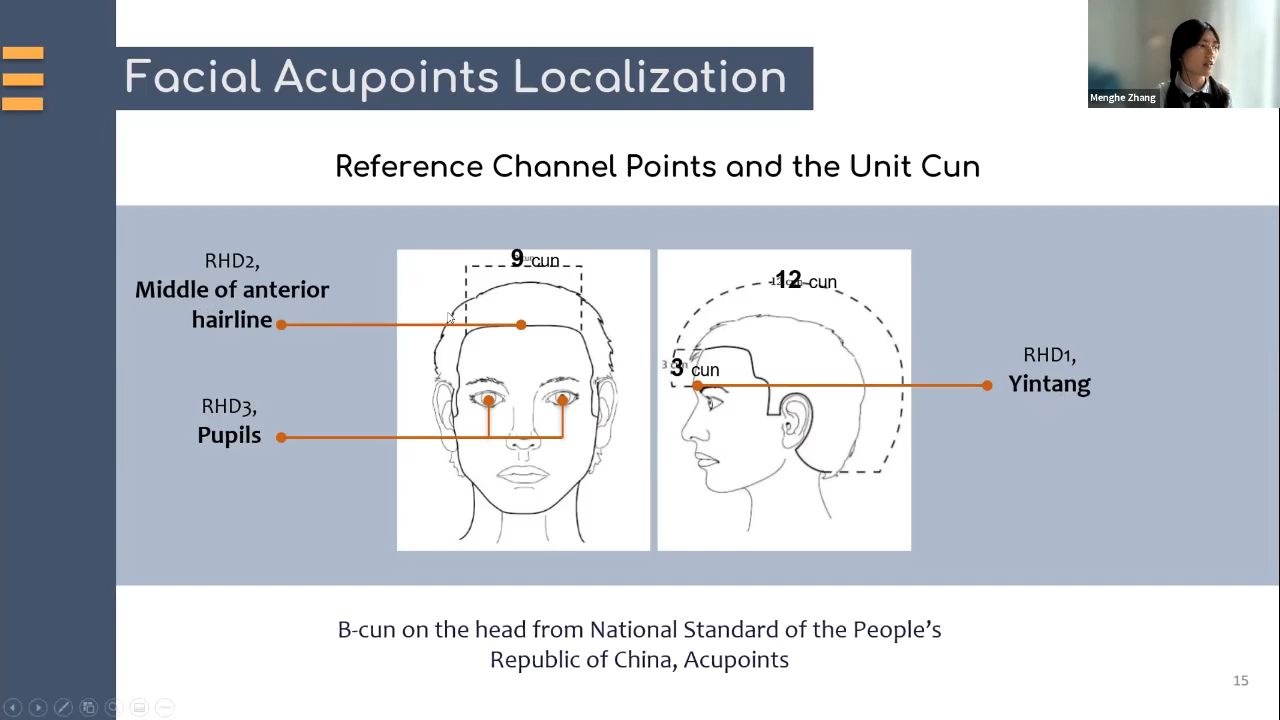 Facial Acupoints Localization
Menghe Zhang
Reference Channel Points and the Unit Cun
RHD2,
Middle of anterior
hairline
9 cun
12 cun
3 cun
RHD1,
Yintang
RHD3,
Pupils
B-cun on the head from National Standard of the People’s
Republic of China, Acupoints
15